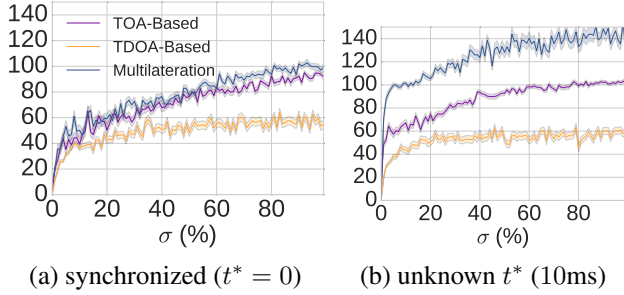 140
120
100
80
60
40
20
0
TOA-Based
TDOA-Based
Multilateration
0 20 40 60 80
σ (%)
140
120
100
80
60
40
20
0
0 20 40 60 80
σ (%)
(a) synchronized (t* = 0)
(b) unknown t* (10ms)